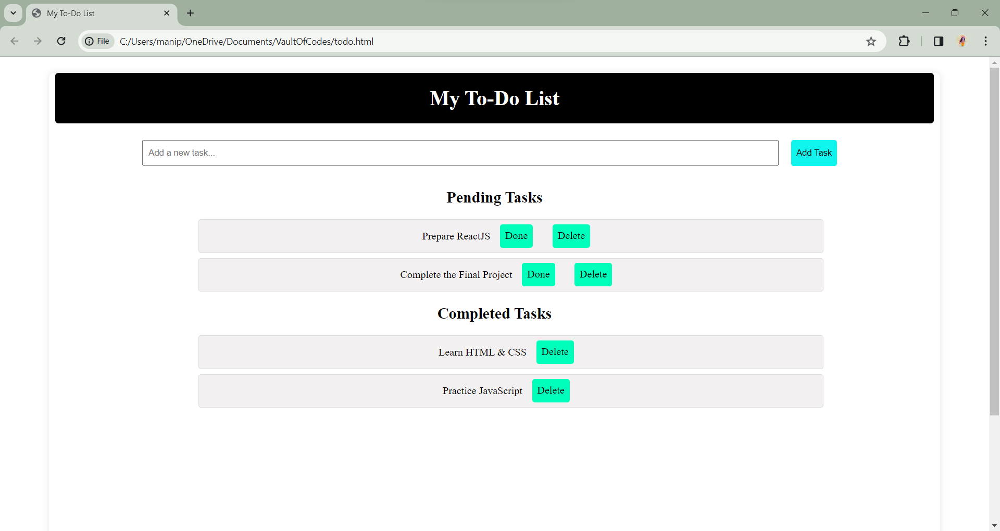 My To-Do List
File C:/Users/manip/OneDrive/Documents/VaultOfCodes/todo.html
My To-Do List
Add a new task... Add Task
Pending Tasks
Prepare ReactJS Done Delete
Complete the Final Project Done Delete
Completed Tasks
Learn HTML & CSS Delete
Practice JavaScript Delete